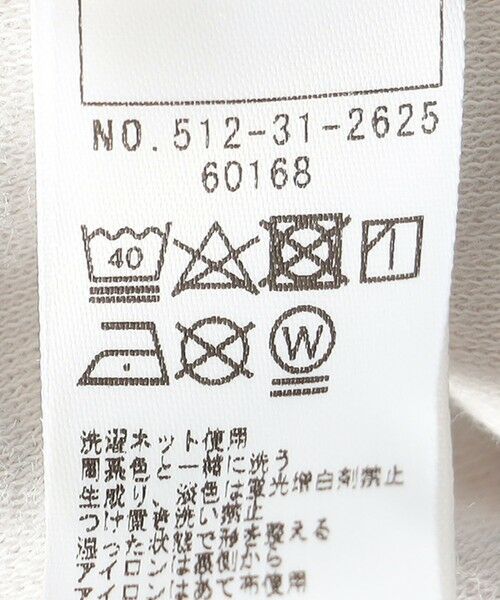 NO.512-31-2625
60168
40
W
洗濯ネット使用
同系色と一緒に洗う
生成り、淡色は蛍光増白剤禁止
つけ置き洗いは禁止
湿った状態で形を整える
アイロンは裏側から
アイロンはあて布使用